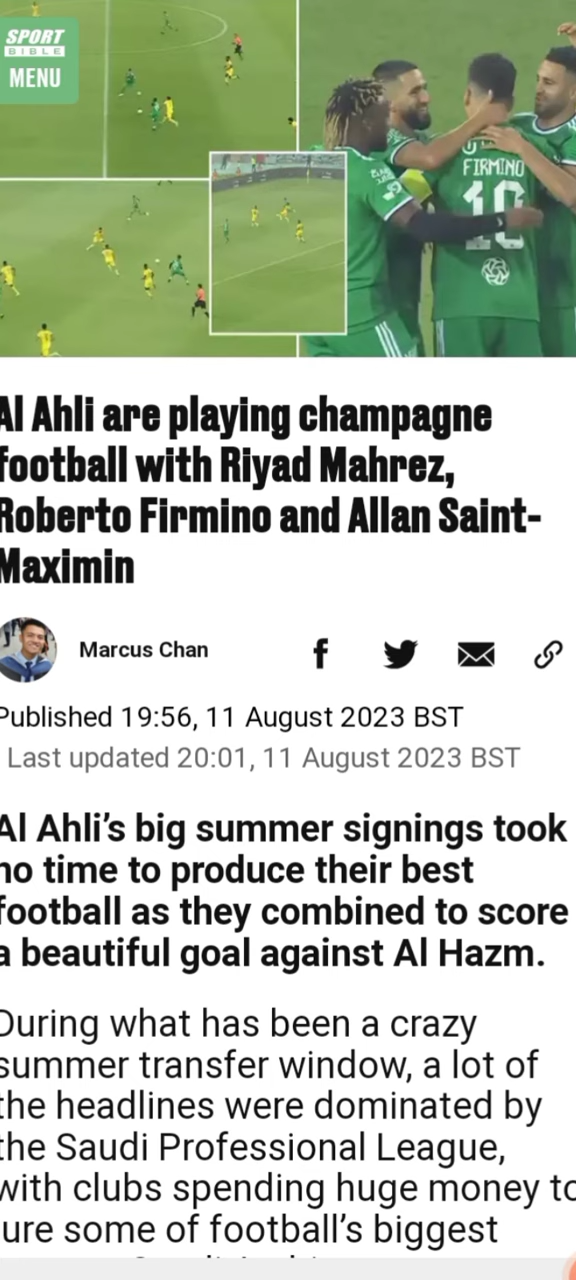 SPORT
BIBLE
MENU
FIRMINO
10
Al Ahli are playing champagne
football with Riyad Mahrez,
Roberto Firmino and Allan Saint-
Maximin
Marcus Chan
Published 19:56, 11 August 2023 BST
Last updated 20:01, 11 August 2023 BST
Al Ahli’s big summer signings took
no time to produce their best
football as they combined to score
a beautiful goal against Al Hazm.
During what has been a crazy
summer transfer window, a lot of
the headlines were dominated by
the Saudi Professional League,
with clubs spending huge money to
lure some of football’s biggest